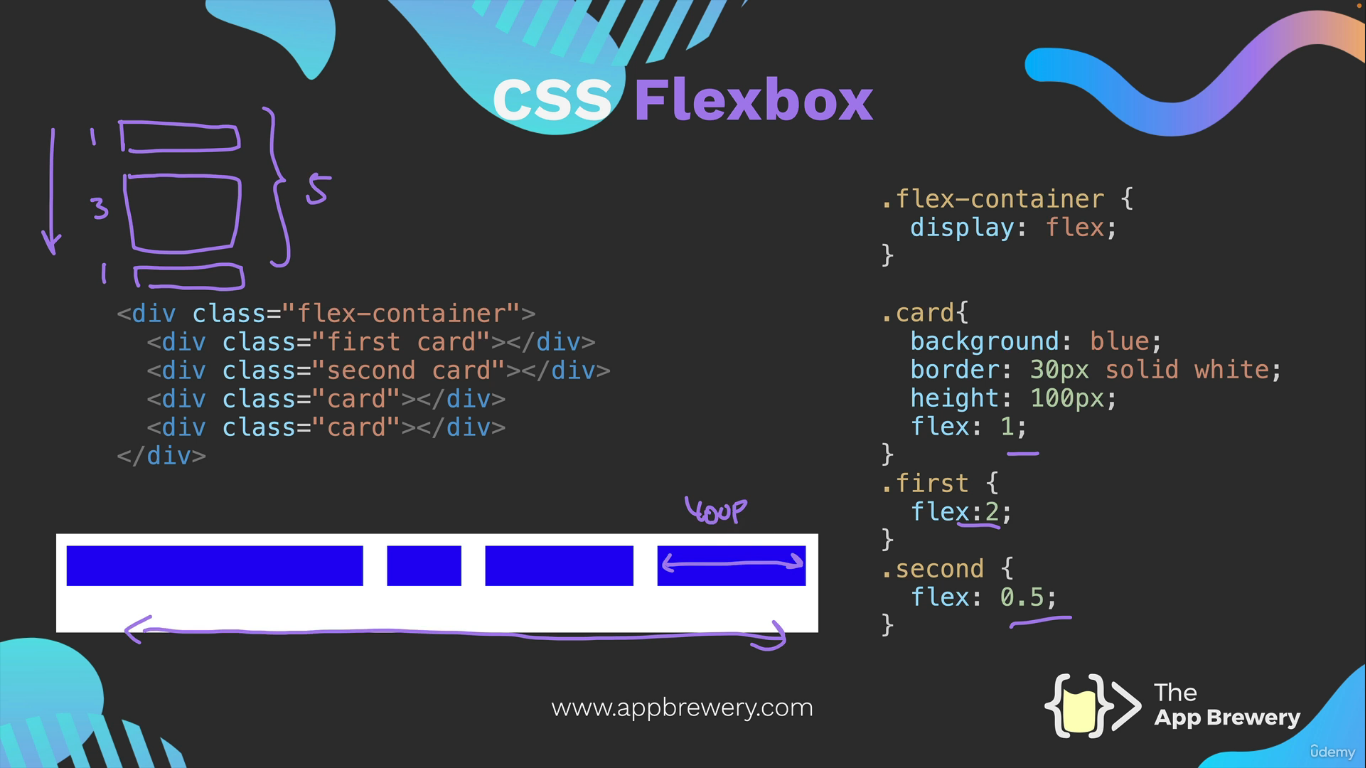 CSS Flexbox
1
3
1
5
<div class="flex-container">
<div class="first card"></div>
<div class="second card"></div>
<div class="card"></div>
<div class="card"></div>
</div>
.flex-container {
display: flex;
}
.card{
background: blue;
border: 30px solid white;
height: 100px;
flex: 1;
}
.first {
flex:2;
}
.second {
flex: 0.5;
}
www.appbrewery.com
The
App Brewery
ûdemy